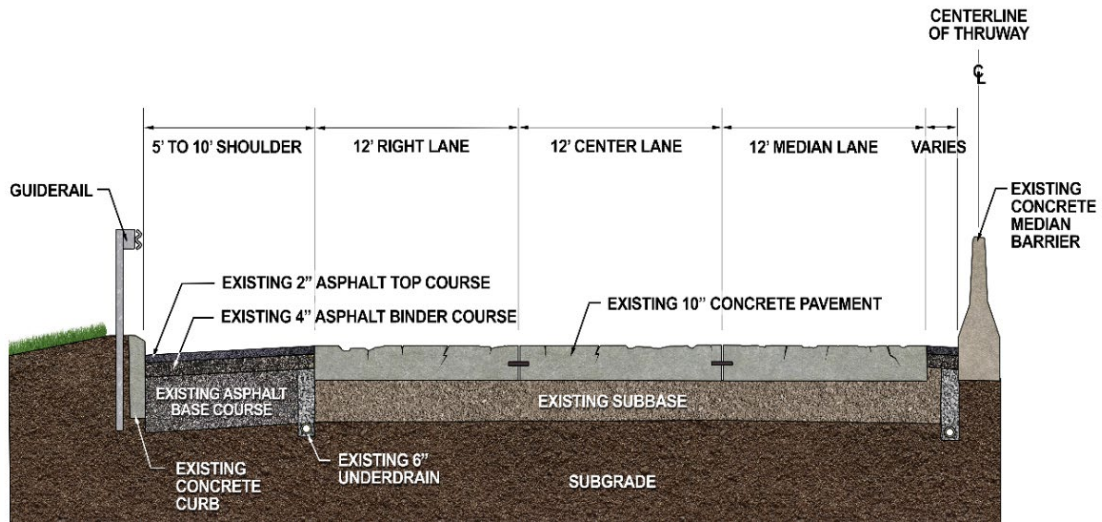 CENTERLINE
OF THRUWAY
℄
5’ TO 10’ SHOULDER
12’ RIGHT LANE
12’ CENTER LANE
12’ MEDIAN LANE
VARIES
GUIDERAIL
EXISTING
CONCRETE
MEDIAN
BARRIER
EXISTING 2” ASPHALT TOP COURSE
EXISTING 4” ASPHALT BINDER COURSE
EXISTING 10” CONCRETE PAVEMENT
EXISTING ASPHALT
BASE COURSE
EXISTING SUBBASE
EXISTING
CONCRETE
CURB
EXISTING 6”
UNDERDRAIN
SUBGRADE